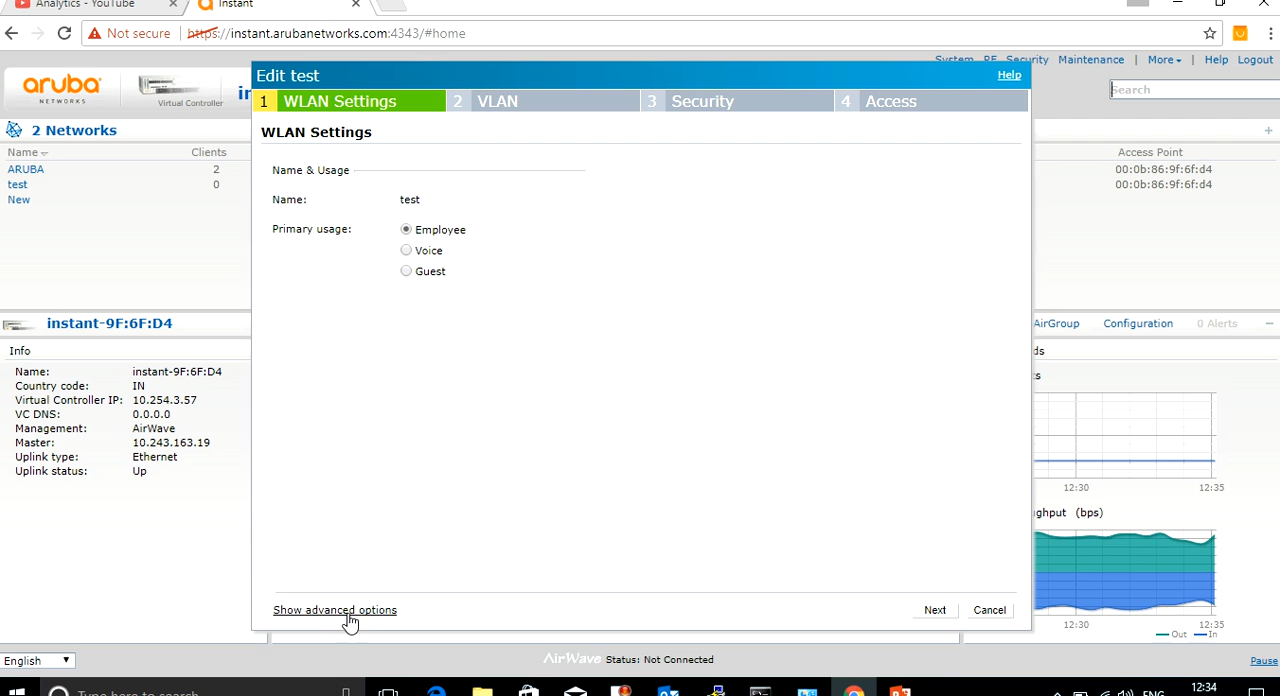 Analytics - YouTube
Instant
Not secure
https://instant.arubanetworks.com:4343/#home
aruba
NETWORKS
Virtual Controller
System RF Security Maintenance | More | Help Logout
Search
Edit test
Help
1 WLAN Settings 2 VLAN 3 Security 4 Access
WLAN Settings
2 Networks
+
Name Clients
ARUBA 2
test 0
New
Access Point
00:0b:86:9f:6f:d4
00:0b:86:9f:6f:d4
Name & Usage
Name: test
Primary usage: Employee
Voice
Guest
instant-9F:6F:D4
AirGroup Configuration 0 Alerts
Info
Name: instant-9F:6F:D4
Country code: IN
Virtual Controller IP: 10.254.3.57
VC DNS: 0.0.0.0
Management: AirWave
Master: 10.243.163.19
Uplink type: Ethernet
Uplink status: Up
12:30 12:35
(bps)
12:30 12:35
Out In
Show advanced options
Next Cancel
English
AirWave Status: Not Connected
Pause
Type here to search
ENG
12:34